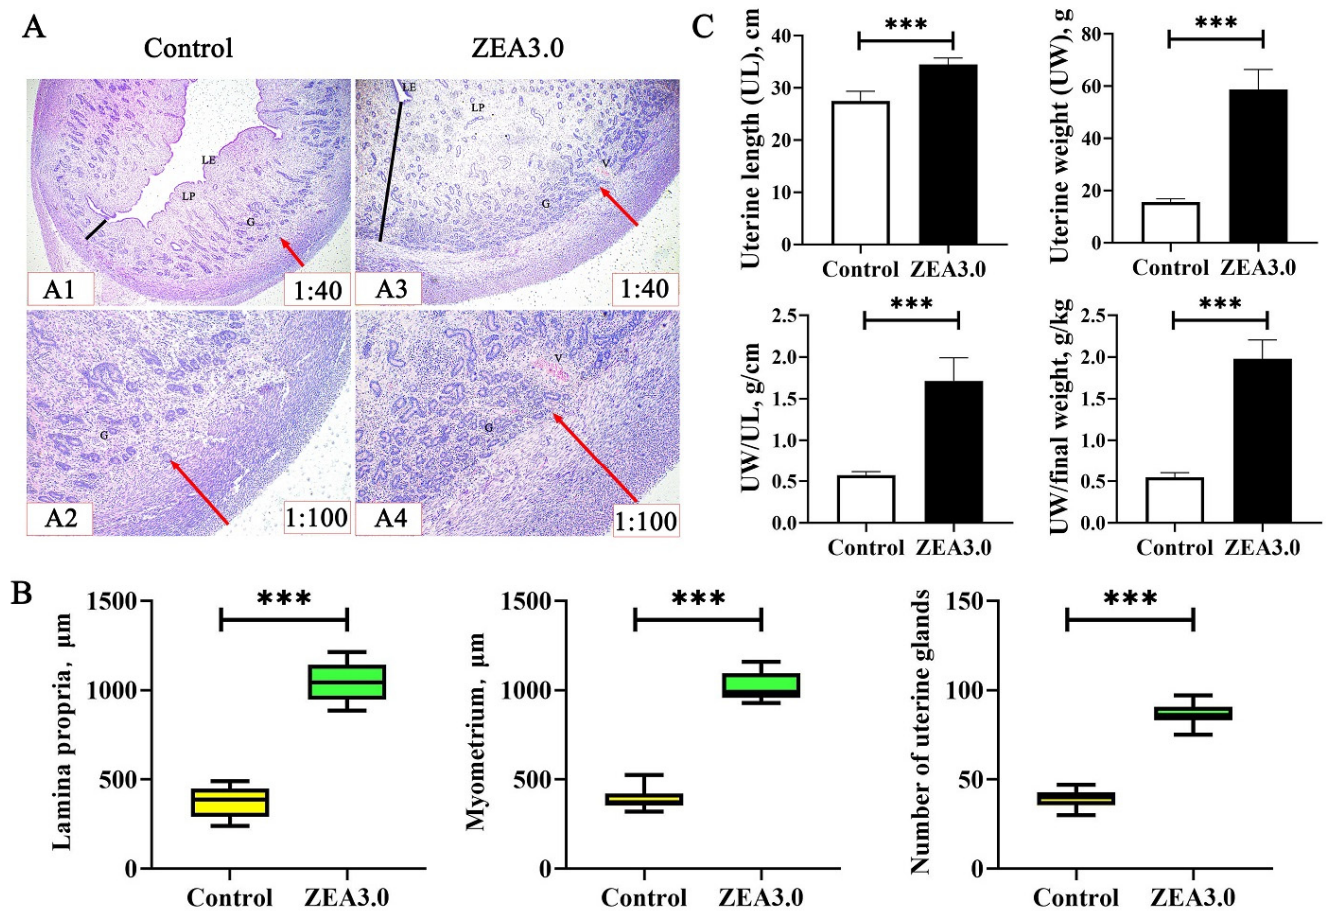 A
Control
ZEA3.0
LE
LP
G
A1
1:40
LE
LP
V
G
A3
1:40
G
A2
1:100
V
G
A4
1:100
C
Uterine length (UL), cm
40
30
20
10
0
***
Control ZEA3.0
Uterine weight (UW), g
80
60
40
20
0
***
Control ZEA3.0
UW/UL, g/cm
2.5
2.0
1.5
1.0
0.5
0.0
***
Control ZEA3.0
UW/final weight, g/kg
2.5
2.0
1.5
1.0
0.5
0.0
***
Control ZEA3.0
B
Lamina propria, μm
1500
1000
500
0
***
Control ZEA3.0
Myometrium, μm
1500
1000
500
0
***
Control ZEA3.0
Number of uterine glands
150
100
50
0
***
Control ZEA3.0